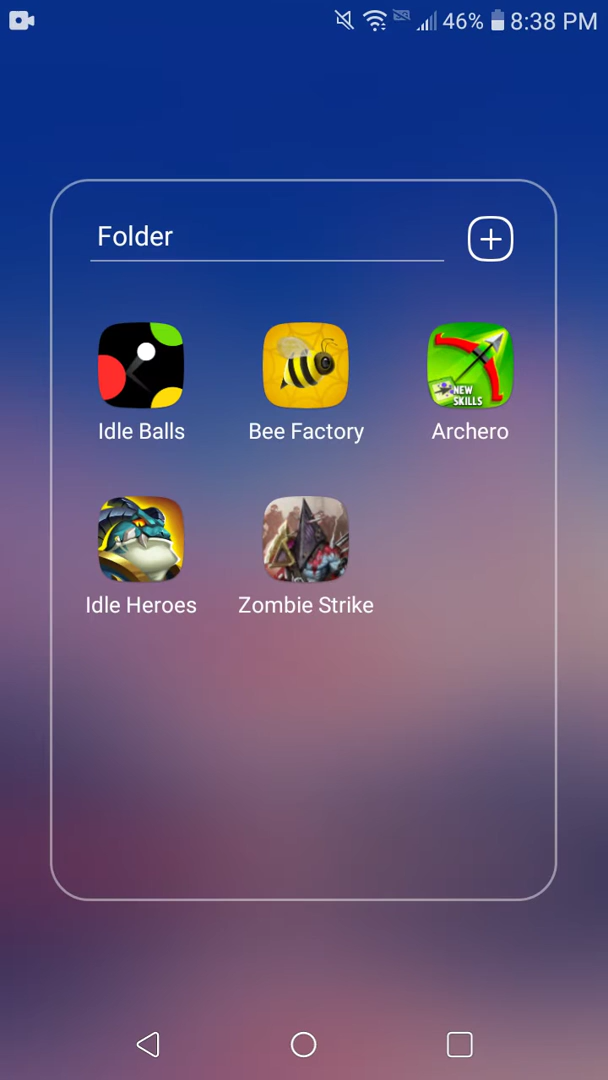 46% 8:38 PM
Folder
Idle Balls
Bee Factory
NEW
SKILLS
Archero
Idle Heroes
Zombie Strike